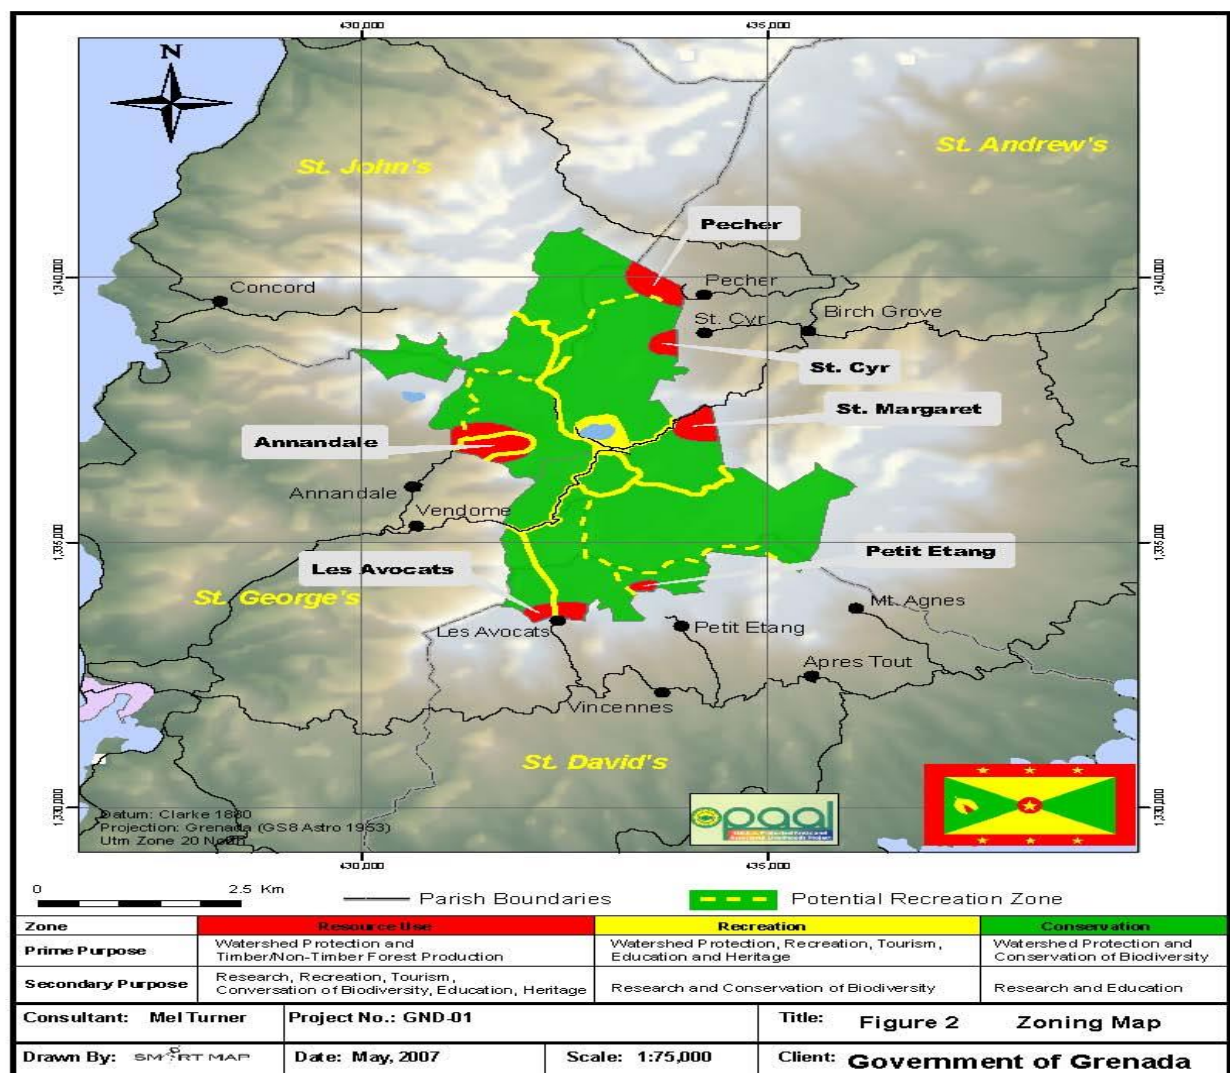 430,000
435,000
N
St. John's
St. Andrew's
Pecher
1,340,000
1,340,000
Concord
Pecher
St. Cyr
Birch Grove
St. Cyr
St. Margaret
Annandale
Annandale
Vendome
1,335,000
1,335,000
Petit Etang
Les Avocats
St. George's
Mt. Agnes
Les Avocats
Petit Etang
Apres Tout
Vincennes
St. David's
1,330,000
1,330,000
Datum: Clarke 1880
Projection: Grenada (GS8 Astro 1953)
Utm Zone 20 North
opaal
430,000
435,000
0 2.5 Km
Parish Boundaries
Potential Recreation Zone
Zone Resource Use Recreation Conservation
Prime Purpose
Watershed Protection and
Timber/Non-Timber Forest Production
Watershed Protection, Recreation, Tourism,
Education and Heritage
Watershed Protection and
Conservation of Biodiversity
Secondary Purpose
Research, Recreation, Tourism,
Conversation of Biodiversity, Education, Heritage
Research and Conservation of Biodiversity
Research and Education
Consultant: Mel Turner
Project No.: GND-01
Title: Figure 2 Zoning Map
Drawn By: SMART MAP
Date: May, 2007
Scale: 1:75,000
Client: Government of Grenada